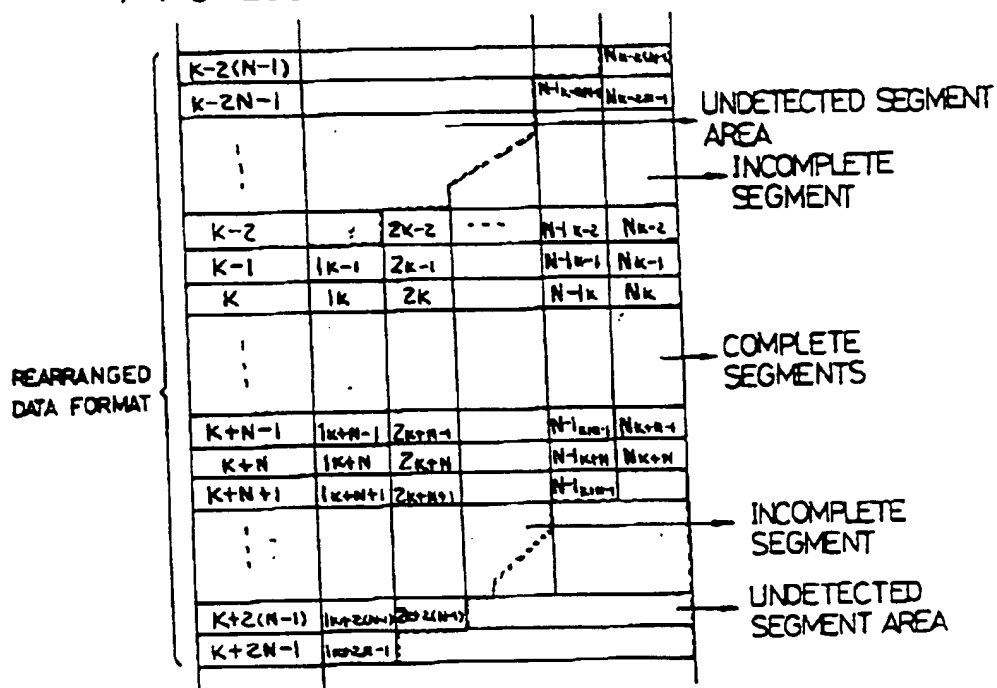 K-2(N-1)
K-2N-1 NK-2N-1
UNDETECTED SEGMENT
AREA
INCOMPLETE
SEGMENT
K-2 2K-2 --- N-1K-2 NK-2
K-1 1K-1 2K-1 N-1K-1 NK-1
K 1K 2K N-1K NK
COMPLETE
SEGMENTS
REARRANGED
DATA FORMAT
K+N-1 1K+N-1 2K+N-1 NK+N-1
K+N 1K+N 2K+N N-1K+N NK+N
K+N+1 1K+N+1 2K+N+1
INCOMPLETE
SEGMENT
UNDETECTED
SEGMENT AREA
K+2(N-1) 1K+2(N-1)
K+2N-1 1K+2N-1